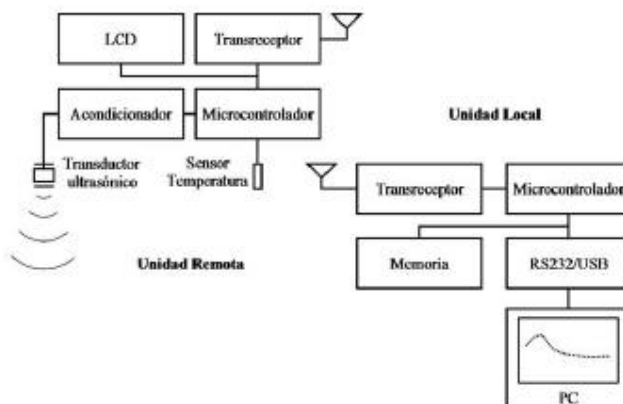 LCD
Transreceptor
Acondicionador
Microcontrolador
Transductor
ultrasónico
Sensor
Temperatura
Unidad Remota
Unidad Local
Transreceptor
Microcontrolador
Memoria
RS232/USB
PC